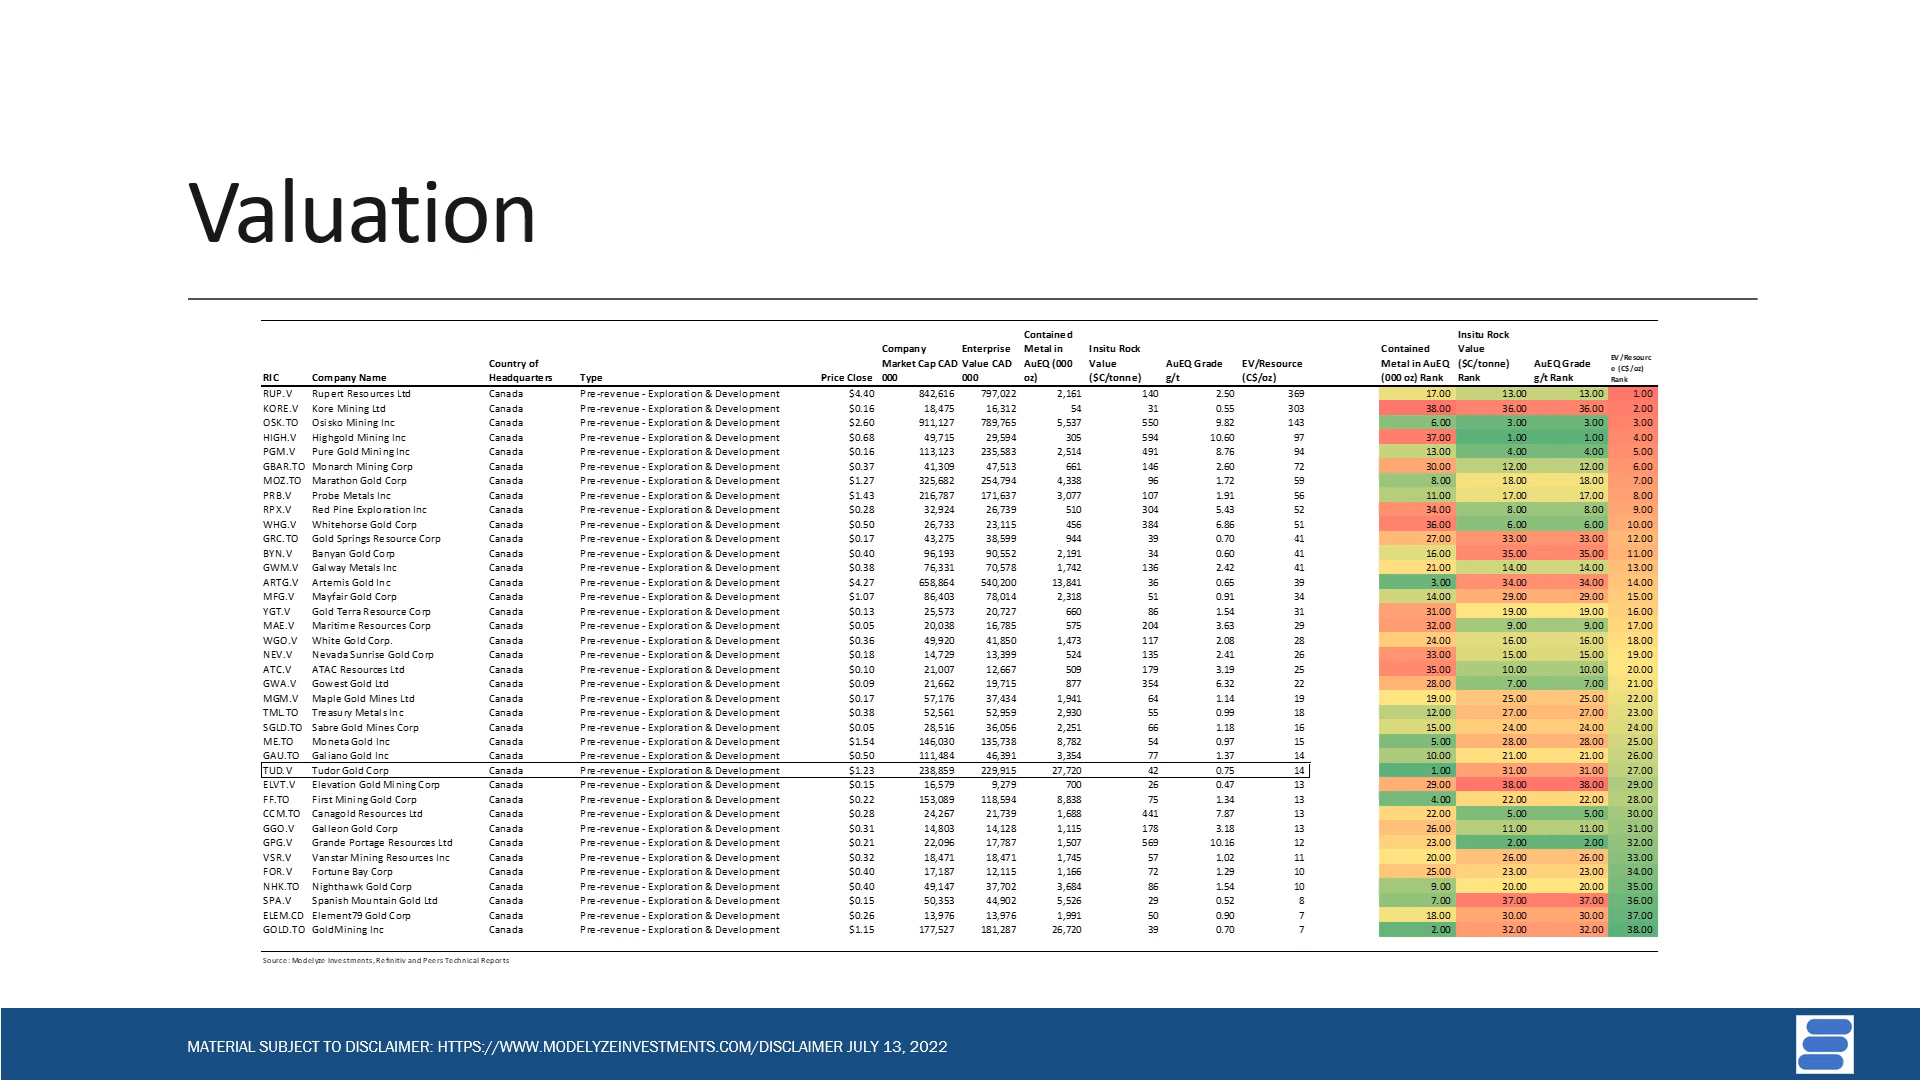 Valuation
RIC Company Name Country of Headquarters Type Price Close Company Market Cap CAD 000 Enterprise Value CAD 000 Contained Metal in AuEQ (000 oz) Insitu Rock Value ($C/tonne) AuEQ Grade g/t EV/Resource (C$/oz) Contained Metal in AuEQ (000 oz) Rank Insitu Rock Value ($C/tonne) Rank AuEQ Grade g/t Rank EV/Resource (C$/oz) Rank
RUP.V Rupert Resources Ltd Canada Pre-revenue - Exploration & Development $4.40 842,616 797,022 2,161 140 2.50 369 17.00 13.00 13.00 1.00
KORE.V Kore Mining Ltd Canada Pre-revenue - Exploration & Development $0.16 18,475 16,312 54 31 0.55 303 38.00 36.00 36.00 2.00
OSK.TO Osisko Mining Inc Canada Pre-revenue - Exploration & Development $2.60 911,127 789,765 5,537 550 9.82 143 6.00 3.00 3.00 3.00
HIGH.V Highgold Mining Inc Canada Pre-revenue - Exploration & Development $0.68 49,715 29,594 305 594 10.60 97 37.00 1.00 1.00 4.00
PGM.V Pure Gold Mining Inc Canada Pre-revenue - Exploration & Development $0.16 113,123 235,583 2,514 491 8.76 94 13.00 4.00 4.00 5.00
GBAR.TO Monarch Mining Corp Canada Pre-revenue - Exploration & Development $0.37 41,309 47,513 661 146 2.60 72 30.00 12.00 12.00 6.00
MOZ.TO Marathon Gold Corp Canada Pre-revenue - Exploration & Development $1.27 325,682 254,794 4,338 96 1.72 59 8.00 18.00 18.00 7.00
PRB.V Probe Metals Inc Canada Pre-revenue - Exploration & Development $1.43 216,787 171,637 3,077 107 1.91 56 11.00 17.00 17.00 8.00
RPX.V Red Pine Exploration Inc Canada Pre-revenue - Exploration & Development $0.28 32,924 26,739 510 304 5.43 52 34.00 8.00 8.00 9.00
WHG.V Whitehorse Gold Corp Canada Pre-revenue - Exploration & Development $0.50 26,733 23,115 456 384 6.86 51 36.00 6.00 6.00 10.00
GRC.TO Gold Springs Resource Corp Canada Pre-revenue - Exploration & Development $0.17 43,275 38,599 944 39 0.70 41 27.00 33.00 33.00 12.00
BYN.V Banyan Gold Corp Canada Pre-revenue - Exploration & Development $0.40 96,193 90,552 2,191 34 0.60 41 16.00 35.00 35.00 11.00
GWM.V Galway Metals Inc Canada Pre-revenue - Exploration & Development $0.38 76,331 70,578 1,742 136 2.42 41 21.00 14.00 14.00 13.00
ARTG.V Artemis Gold Inc Canada Pre-revenue - Exploration & Development $4.27 658,864 540,200 13,841 36 0.65 39 3.00 34.00 34.00 14.00
MFG.V Mayfair Gold Corp Canada Pre-revenue - Exploration & Development $1.07 86,403 78,014 2,318 51 0.91 34 14.00 29.00 29.00 15.00
YGT.V Gold Terra Resource Corp Canada Pre-revenue - Exploration & Development $0.13 25,573 20,727 660 86 1.54 31 31.00 19.00 19.00 16.00
MAE.V Maritime Resources Corp Canada Pre-revenue - Exploration & Development $0.05 20,038 16,785 575 204 3.63 29 32.00 9.00 9.00 17.00
WGO.V White Gold Corp. Canada Pre-revenue - Exploration & Development $0.36 49,920 41,850 1,473 117 2.08 28 24.00 16.00 16.00 18.00
NEV.V Nevada Sunrise Gold Corp Canada Pre-revenue - Exploration & Development $0.18 14,729 13,399 524 135 2.41 26 33.00 15.00 15.00 19.00
ATC.V ATAC Resources Ltd Canada Pre-revenue - Exploration & Development $0.10 21,007 12,667 509 179 3.19 25 35.00 10.00 10.00 20.00
GWA.V Gowest Gold Ltd Canada Pre-revenue - Exploration & Development $0.09 21,662 19,715 877 354 6.32 22 28.00 7.00 7.00 21.00
MGM.V Maple Gold Mines Ltd Canada Pre-revenue - Exploration & Development $0.17 57,176 37,434 1,941 64 1.14 19 19.00 25.00 25.00 22.00
TML.TO Treasury Metals Inc Canada Pre-revenue - Exploration & Development $0.38 52,561 52,959 2,930 55 0.99 18 12.00 27.00 27.00 23.00
SGLD.TO Sabre Gold Mines Corp Canada Pre-revenue - Exploration & Development $0.05 28,516 36,056 2,251 66 1.18 16 15.00 24.00 24.00 24.00
ME.TO Moneta Gold Inc Canada Pre-revenue - Exploration & Development $1.54 146,030 135,738 8,782 54 0.97 15 5.00 28.00 28.00 25.00
GAU.TO Galiano Gold Inc Canada Pre-revenue - Exploration & Development $0.50 111,484 46,391 3,354 77 1.37 14 10.00 21.00 21.00 26.00
TUD.V Tudor Gold Corp Canada Pre-revenue - Exploration & Development $1.23 238,859 229,915 27,720 42 0.75 14 1.00 31.00 31.00 27.00
ELVT.V Elevation Gold Mining Corp Canada Pre-revenue - Exploration & Development $0.15 16,579 9,279 700 26 0.47 13 29.00 38.00 38.00 29.00
FF.TO First Mining Gold Corp Canada Pre-revenue - Exploration & Development $0.22 153,089 118,594 8,838 75 1.34 13 4.00 22.00 22.00 28.00
CCM.TO Canagold Resources Ltd Canada Pre-revenue - Exploration & Development $0.28 24,267 21,739 1,688 441 7.87 13 22.00 5.00 5.00 30.00
GGO.V Galleon Gold Corp Canada Pre-revenue - Exploration & Development $0.31 14,803 14,128 1,115 178 3.18 13 26.00 11.00 11.00 31.00
GPG.V Grande Portage Resources Ltd Canada Pre-revenue - Exploration & Development $0.21 22,096 17,787 1,507 569 10.16 12 23.00 2.00 2.00 32.00
VSR.V Vanstar Mining Resources Inc Canada Pre-revenue - Exploration & Development $0.32 18,471 18,471 1,745 57 1.02 11 20.00 26.00 26.00 33.00
FOR.V Fortune Bay Corp Canada Pre-revenue - Exploration & Development $0.40 17,187 12,115 1,166 72 1.29 10 25.00 23.00 23.00 34.00
NHK.TO Nighthawk Gold Corp Canada Pre-revenue - Exploration & Development $0.40 49,147 37,702 3,684 86 1.54 10 9.00 20.00 20.00 35.00
SPA.V Spanish Mountain Gold Ltd Canada Pre-revenue - Exploration & Development $0.15 50,353 44,902 5,526 29 0.52 8 7.00 37.00 37.00 36.00
ELEM.CD Element79 Gold Corp Canada Pre-revenue - Exploration & Development $0.26 13,976 13,976 1,991 50 0.90 7 18.00 30.00 30.00 37.00
GOLD.TO GoldMining Inc Canada Pre-revenue - Exploration & Development $1.15 177,527 181,287 26,720 39 0.70 7 2.00 32.00 32.00 38.00
Source: Modelyze Investments, Refinitiv and Peers Technical Reports
MATERIAL SUBJECT TO DISCLAIMER: HTTPS://WWW.MODELYZEINVESTMENTS.COM/DISCLAIMER JULY 13, 2022